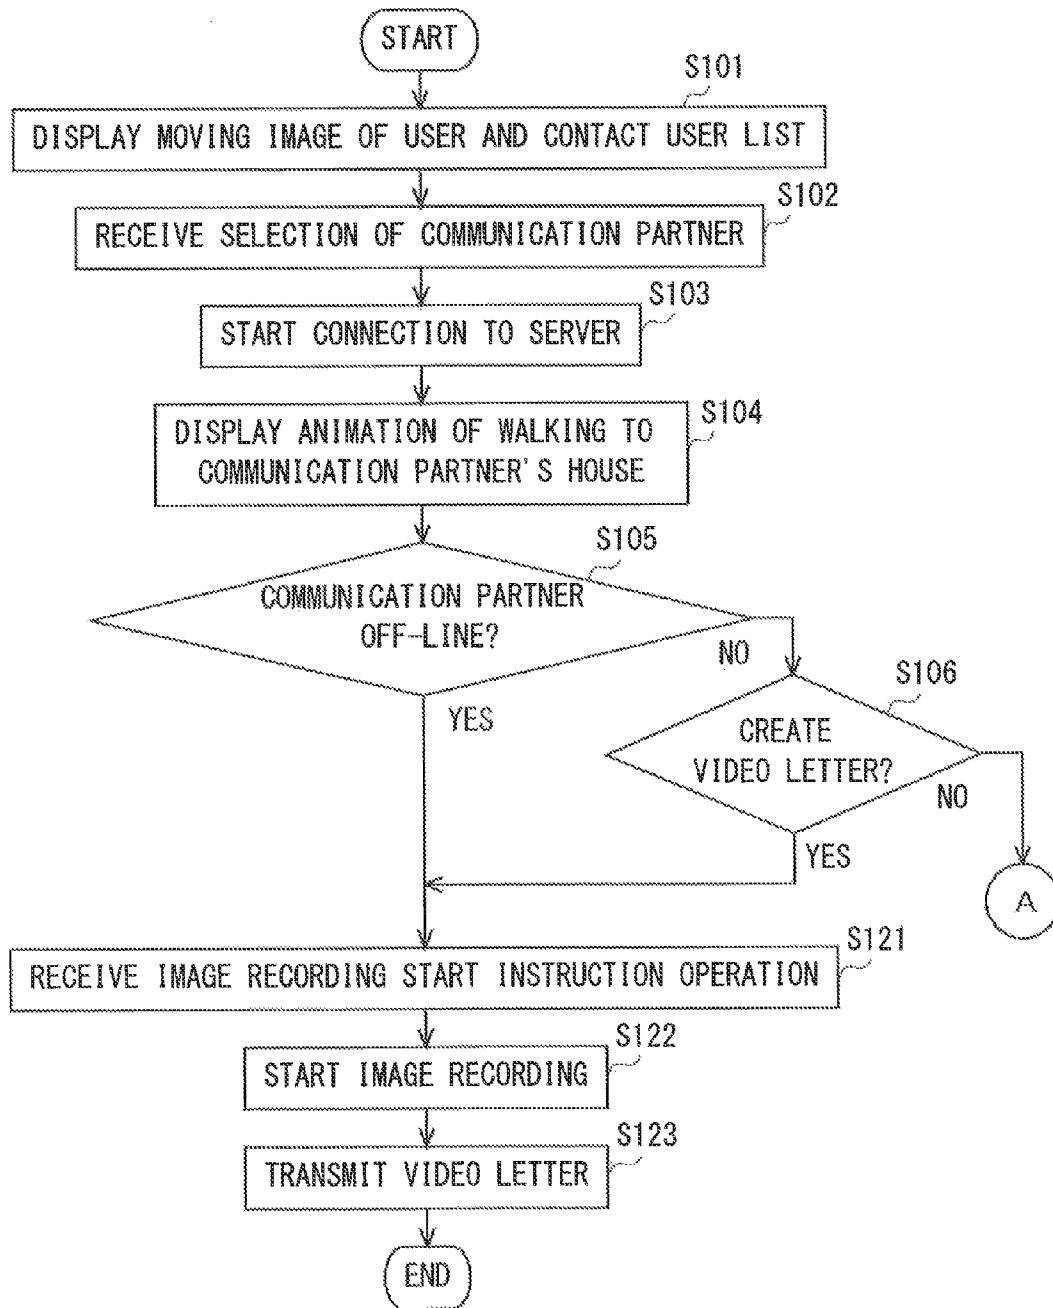 START
S101
DISPLAY MOVING IMAGE OF USER AND CONTACT USER LIST
S102
RECEIVE SELECTION OF COMMUNICATION PARTNER
S103
START CONNECTION TO SERVER
S104
DISPLAY ANIMATION OF WALKING TO
COMMUNICATION PARTNER'S HOUSE
S105
COMMUNICATION PARTNER
OFF-LINE?
NO
YES
S106
CREATE
VIDEO LETTER?
NO
YES
A
S121
RECEIVE IMAGE RECORDING START INSTRUCTION OPERATION
S122
START IMAGE RECORDING
S123
TRANSMIT VIDEO LETTER
END